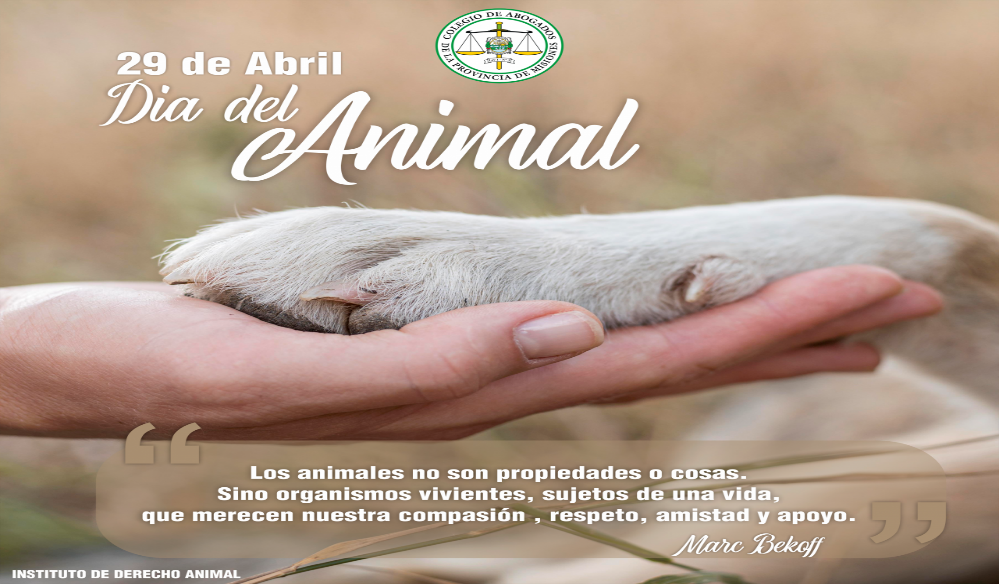 COLEGIO DE ABOGADOS
DE LA PROVINCIA DE MISIONES
29 de Abril
Dia del
Animal
Los animales no son propiedades o cosas.
Sino organismos vivientes, sujetos de una vida,
que merecen nuestra compasión , respeto, amistad y apoyo.
Marc Bekoff
INSTITUTO DE DERECHO ANIMAL